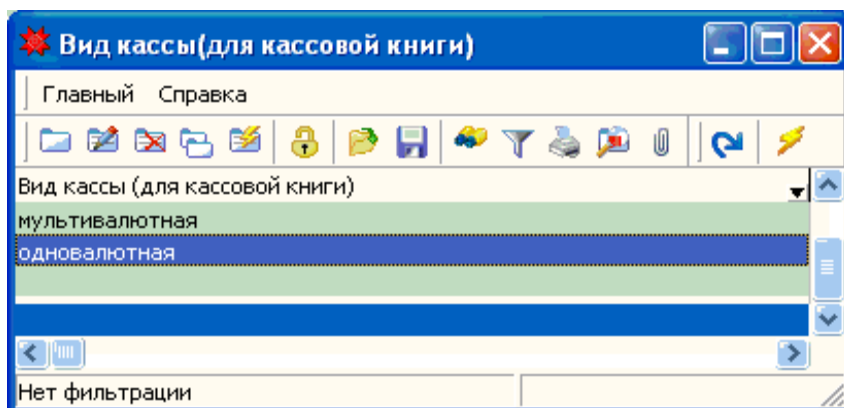 Вид кассы(для кассовой книги)
Главный Справка
Вид кассы (для кассовой книги)
мультивалютная
одновалютная
Нет фильтрации